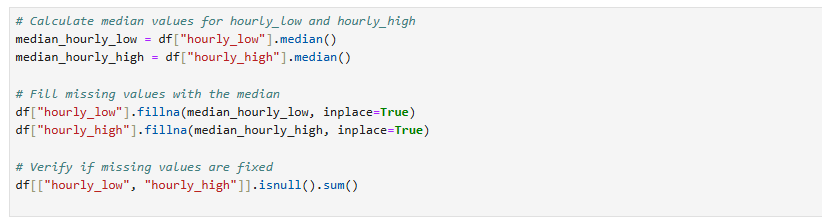 # Calculate median values for hourly_low and hourly_high
median_hourly_low = df["hourly_low"].median()
median_hourly_high = df["hourly_high"].median()
# Fill missing values with the median
df["hourly_low"].fillna(median_hourly_low, inplace=True)
df["hourly_high"].fillna(median_hourly_high, inplace=True)
# Verify if missing values are fixed
df[["hourly_low", "hourly_high"]].isnull().sum()